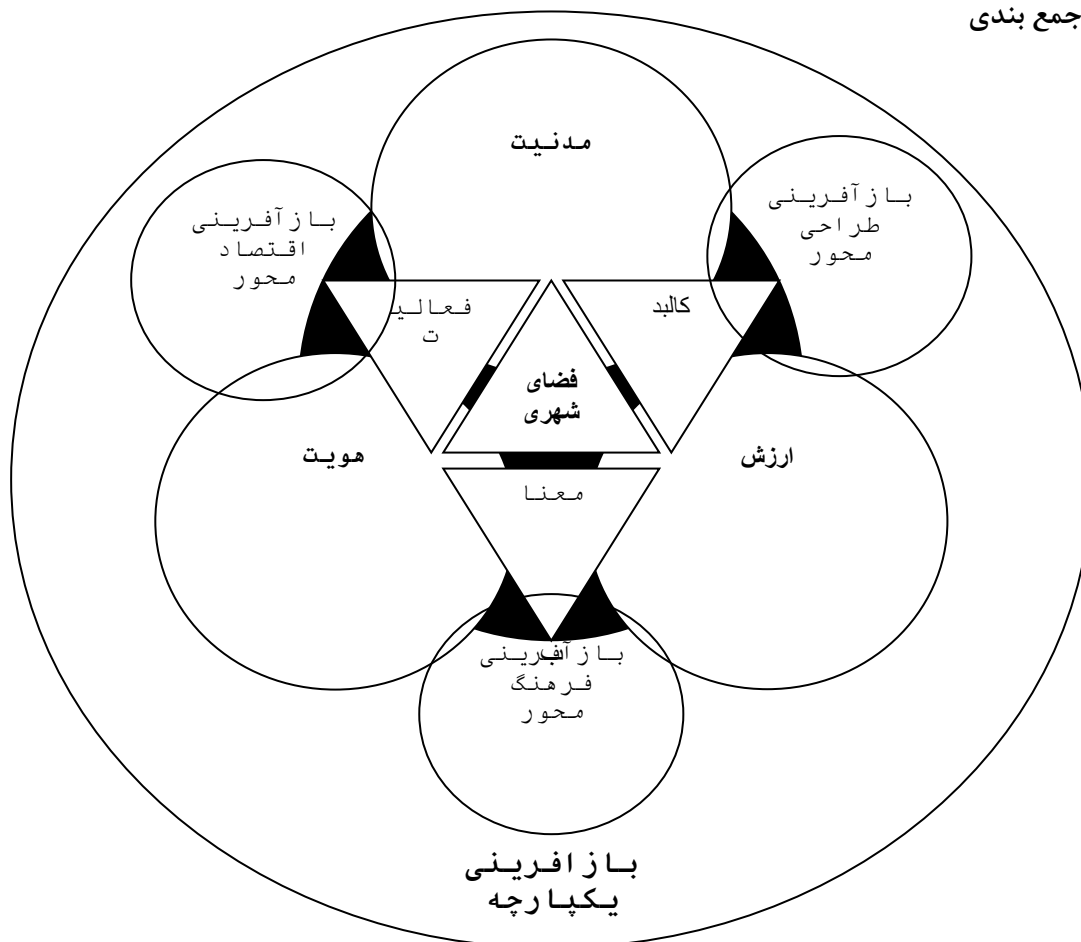 جمع بندی
مدنیت
بازآفرینی
طراحی
محور
بازآفرینی
اقتصاد
محور
کالبد
فعالی
ت
فضای
شهری
ارزش
هویت
معنا
بازآفرینی
فرهنگ
محور
بازافرینی
یکپارچه